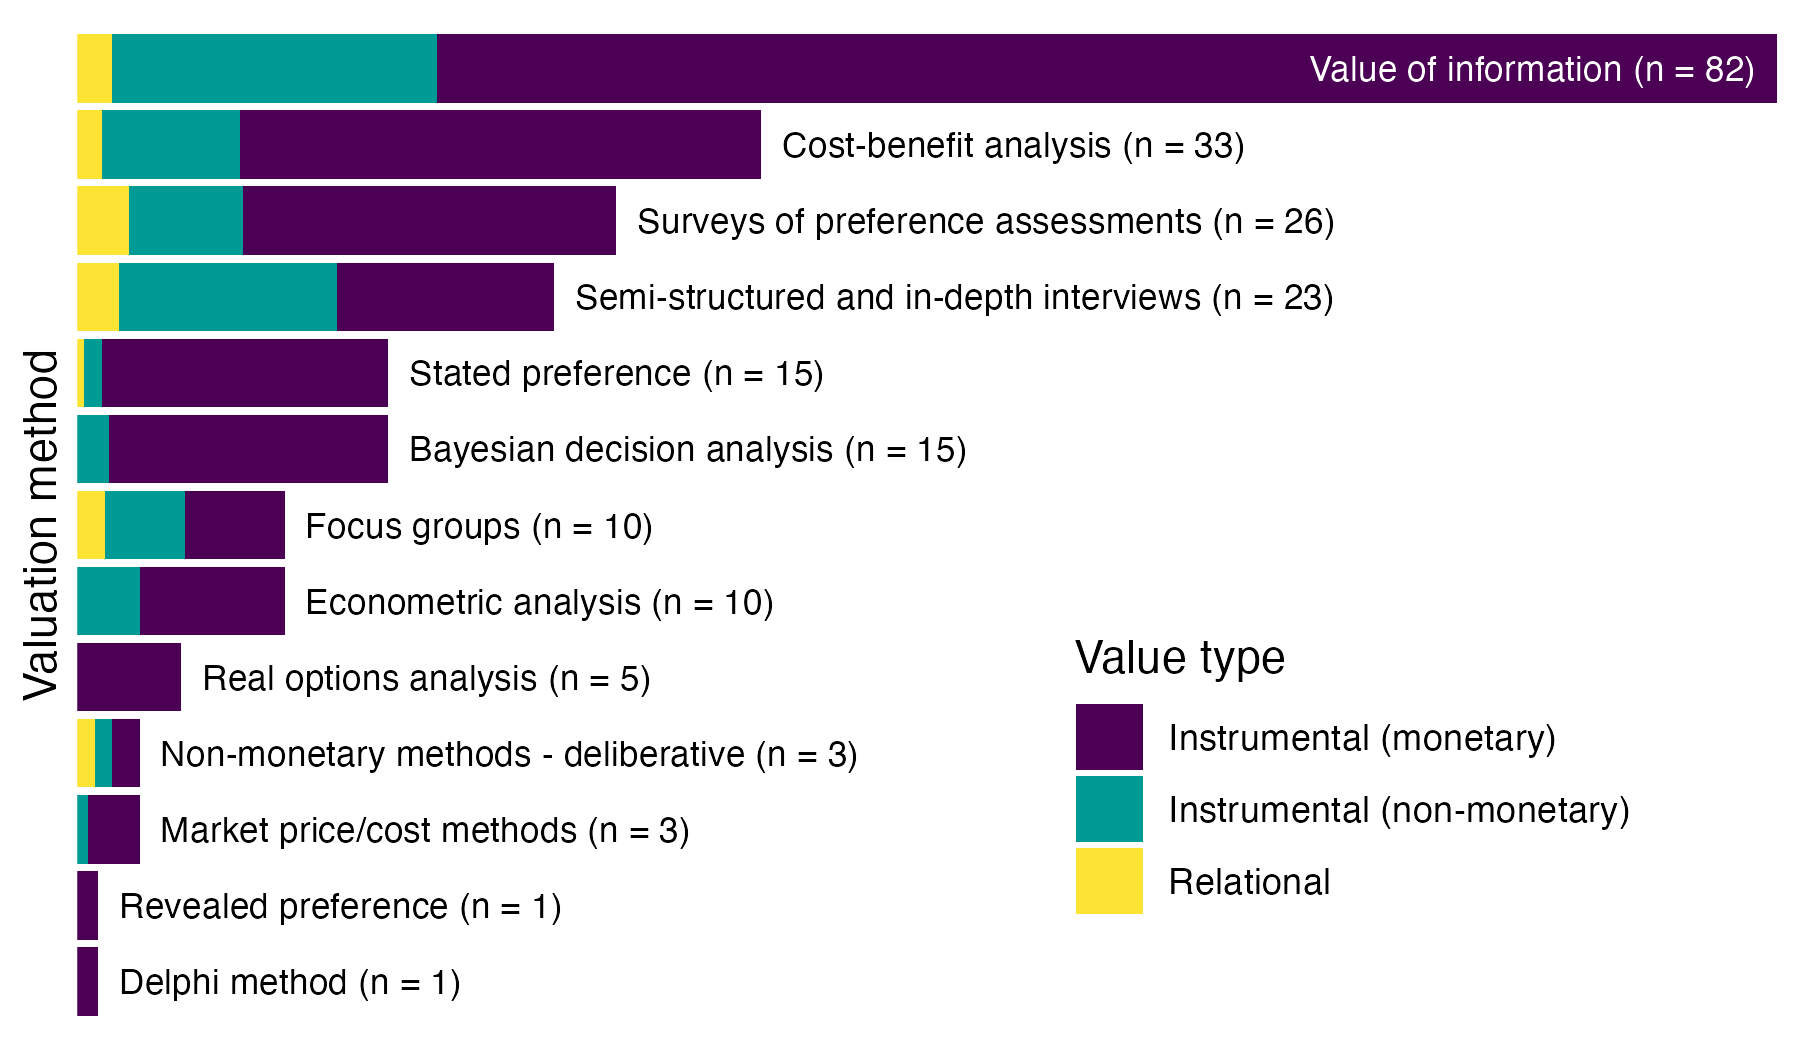 Valuation method
Value of information (n = 82)
Cost-benefit analysis (n = 33)
Surveys of preference assessments (n = 26)
Semi-structured and in-depth interviews (n = 23)
Stated preference (n = 15)
Bayesian decision analysis (n = 15)
Focus groups (n = 10)
Econometric analysis (n = 10)
Real options analysis (n = 5)
Non-monetary methods - deliberative (n = 3)
Market price/cost methods (n = 3)
Revealed preference (n = 1)
Delphi method (n = 1)
Value type
Instrumental (monetary)
Instrumental (non-monetary)
Relational